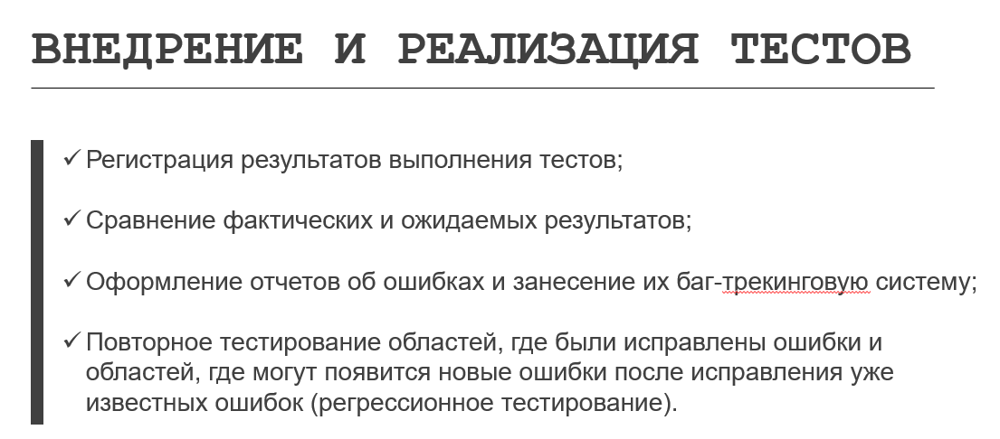 ВНЕДРЕНИЕ И РЕАЛИЗАЦИЯ ТЕСТОВ
✓ Регистрация результатов выполнения тестов;
✓ Сравнение фактических и ожидаемых результатов;
✓ Оформление отчетов об ошибках и занесение их баг-трекинговую систему;
✓ Повторное тестирование областей, где были исправлены ошибки и
областей, где могут появится новые ошибки после исправления уже
известных ошибок (регрессионное тестирование).